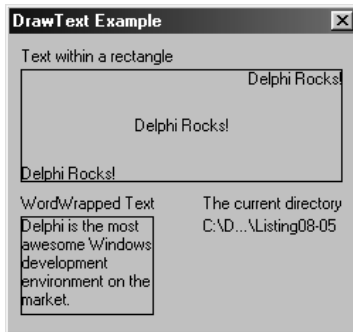 DrawText Example
Text within a rectangle
Delphi Rocks!
Delphi Rocks!
Delphi Rocks!
WordWrapped Text
Delphi is the most
awesome Windows
development
environment on the
market.
The current directory
C:\D...\Listing08-05